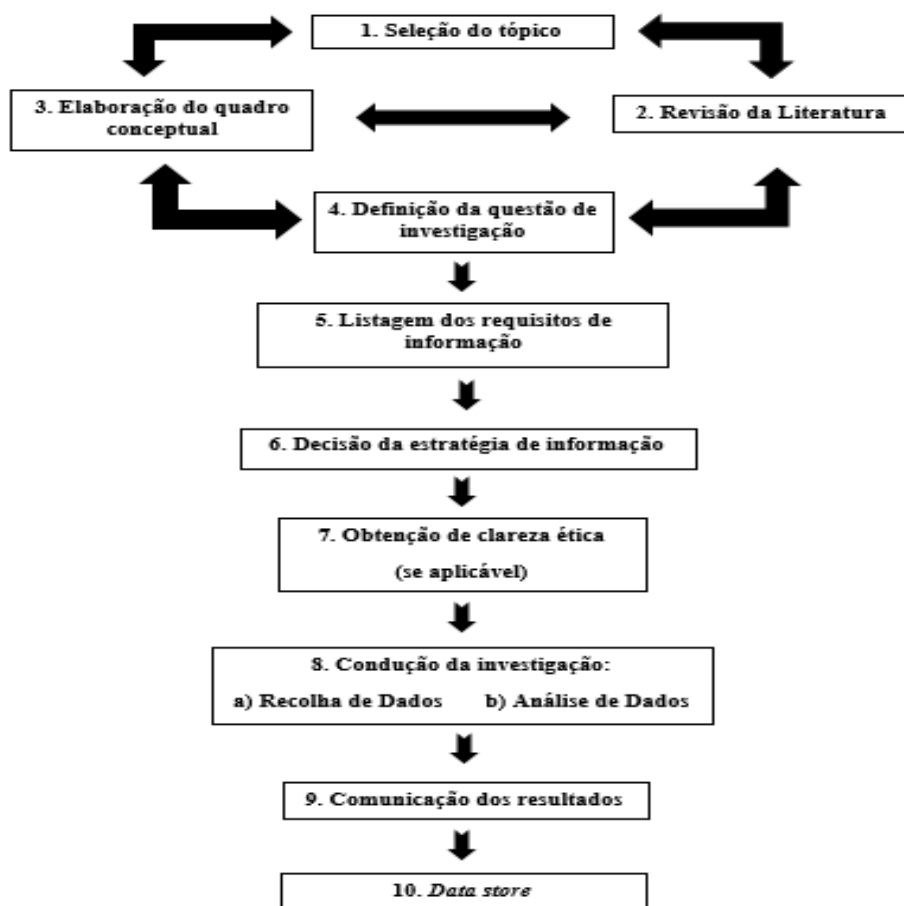 1. Seleção do tópico
3. Elaboração do quadro
conceptual
2. Revisão da Literatura
4. Definição da questão de
investigação
5. Listagem dos requisitos de
informação
6. Decisão da estratégia de informação
7. Obtenção de clareza ética
(se aplicável)
8. Condução da investigação:
a) Recolha de Dados b) Análise de Dados
9. Comunicação dos resultados
10. Data store